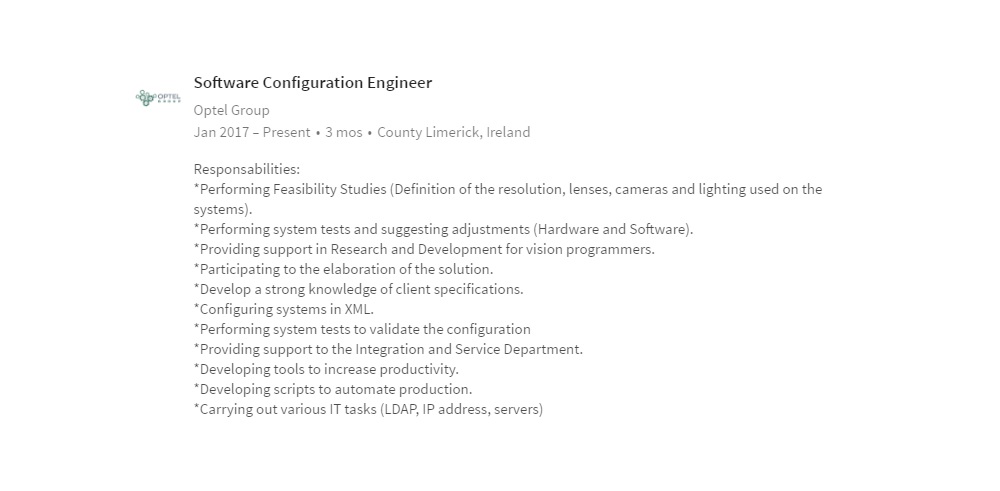 Software Configuration Engineer
OPTEL
GROUP
Optel Group
Jan 2017 – Present • 3 mos • County Limerick, Ireland
Responsabilities:
*Performing Feasibility Studies (Definition of the resolution, lenses, cameras and lighting used on the
systems).
*Performing system tests and suggesting adjustments (Hardware and Software).
*Providing support in Research and Development for vision programmers.
*Participating to the elaboration of the solution.
*Develop a strong knowledge of client specifications.
*Configuring systems in XML.
*Performing system tests to validate the configuration
*Providing support to the Integration and Service Department.
*Developing tools to increase productivity.
*Developing scripts to automate production.
*Carrying out various IT tasks (LDAP, IP address, servers)